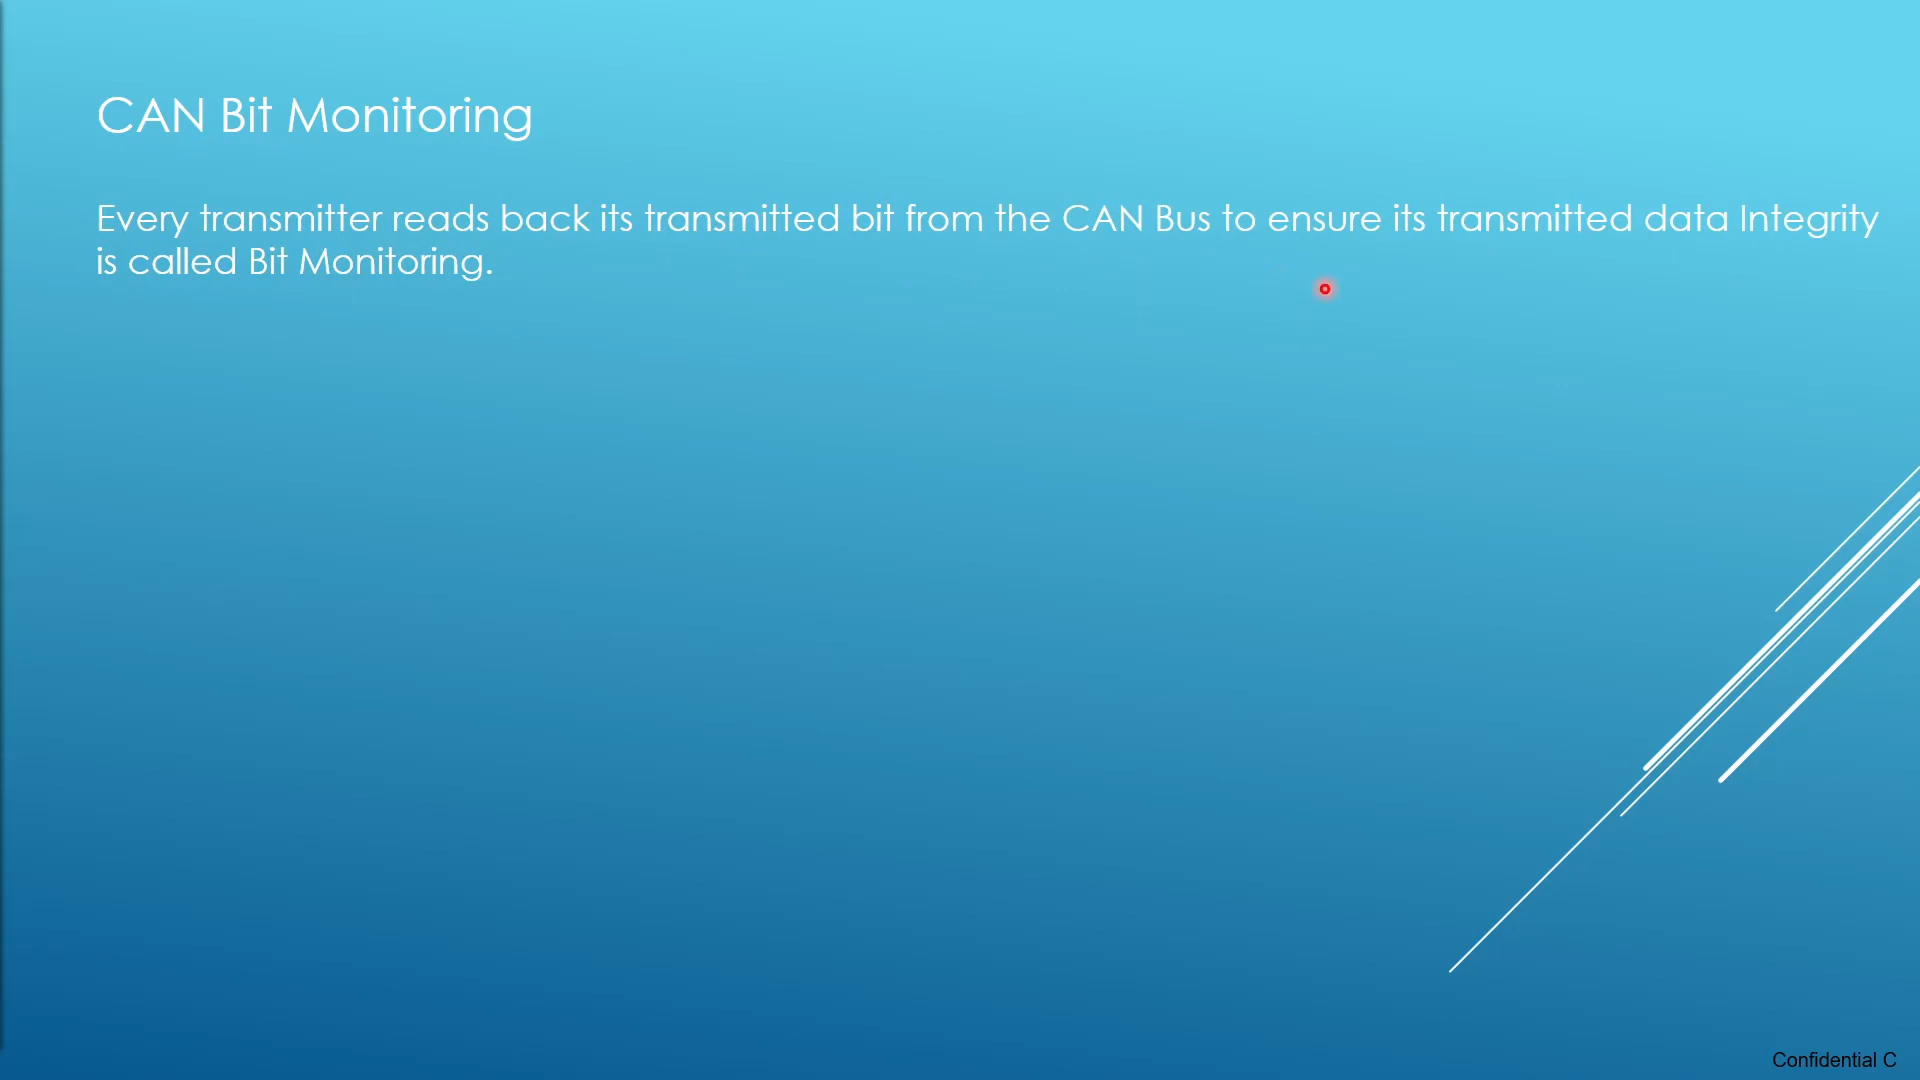 CAN Bit Monitoring
Every transmitter reads back its transmitted bit from the CAN Bus to ensure its transmitted data Integrity
is called Bit Monitoring.
Confidential C